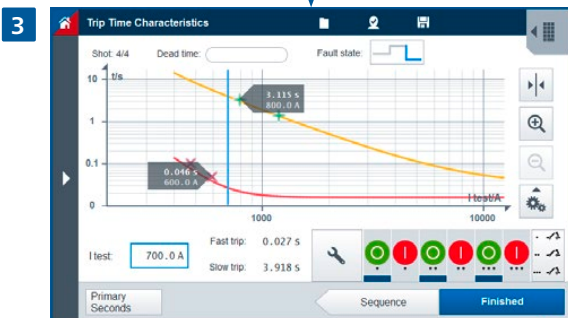 3
Trip Time Characteristics
Shot: 4/4
Dead time:
Fault state:
t/s
10
1
0.1
0
3.115 s
800.0 A
0.046 s
600.0 A
I test/A
1000
10000
I test:
700.0 A
Fast trip: 0.027 s
Slow trip: 3.918 s
Primary
Seconds
Sequence
Finished